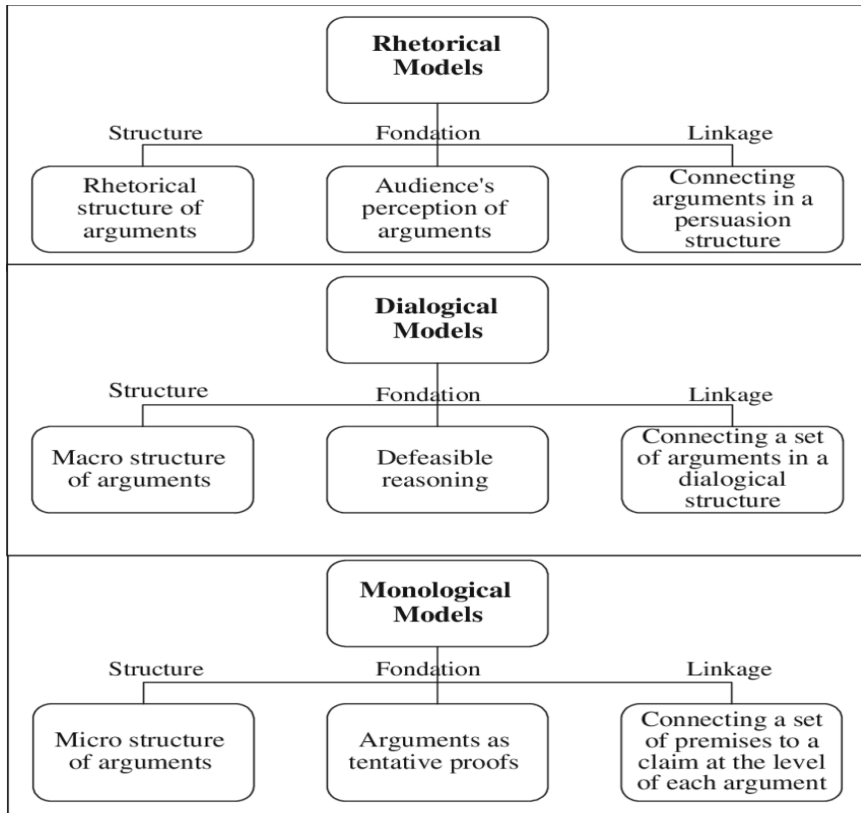 Rhetorical
Models
Structure
Fondation
Linkage
Rhetorical
structure of
arguments
Audience's
perception of
arguments
Connecting
arguments in a
persuasion
structure
Dialogical
Models
Structure
Fondation
Linkage
Macro structure
of arguments
Defeasible
reasoning
Connecting a set
of arguments in a
dialogical
structure
Monological
Models
Structure
Fondation
Linkage
Micro structure
of arguments
Arguments as
tentative proofs
Connecting a set
of premises to a
claim at the level
of each argument